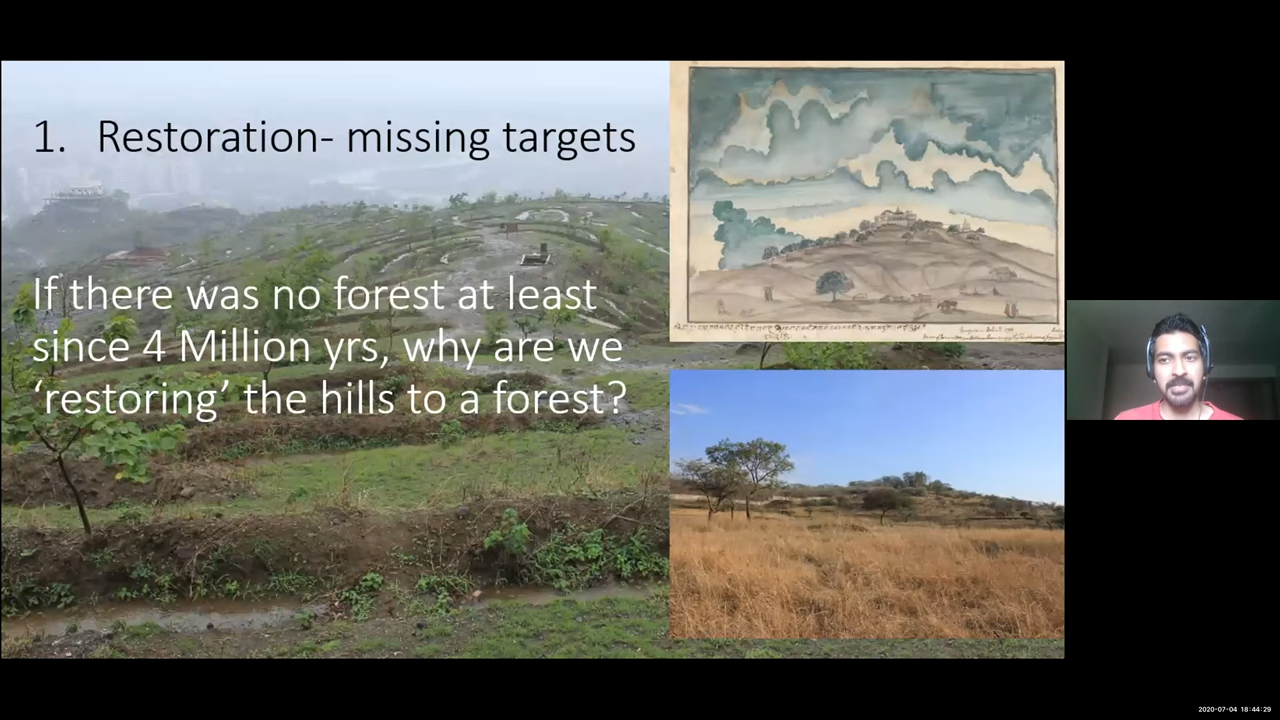 1. Restoration- missing targets
If there was no forest at least
since 4 Million yrs, why are we
‘restoring’ the hills to a forest?
2020-07-04 18:44:29